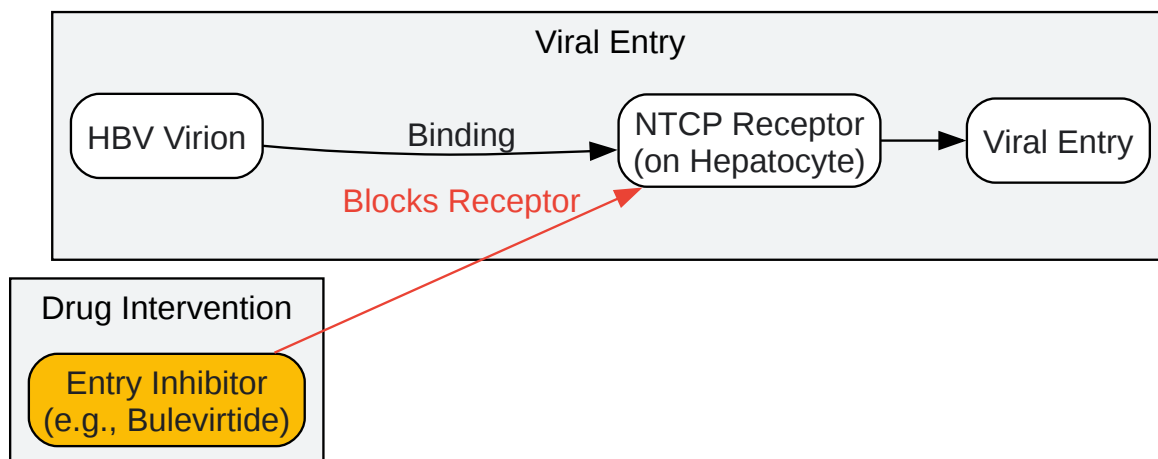 Viral Entry
HBV Virion
Binding
NTCP Receptor
(on Hepatocyte)
Viral Entry
Blocks Receptor
Drug Intervention
Entry Inhibitor
(e.g., Bulevirtide)